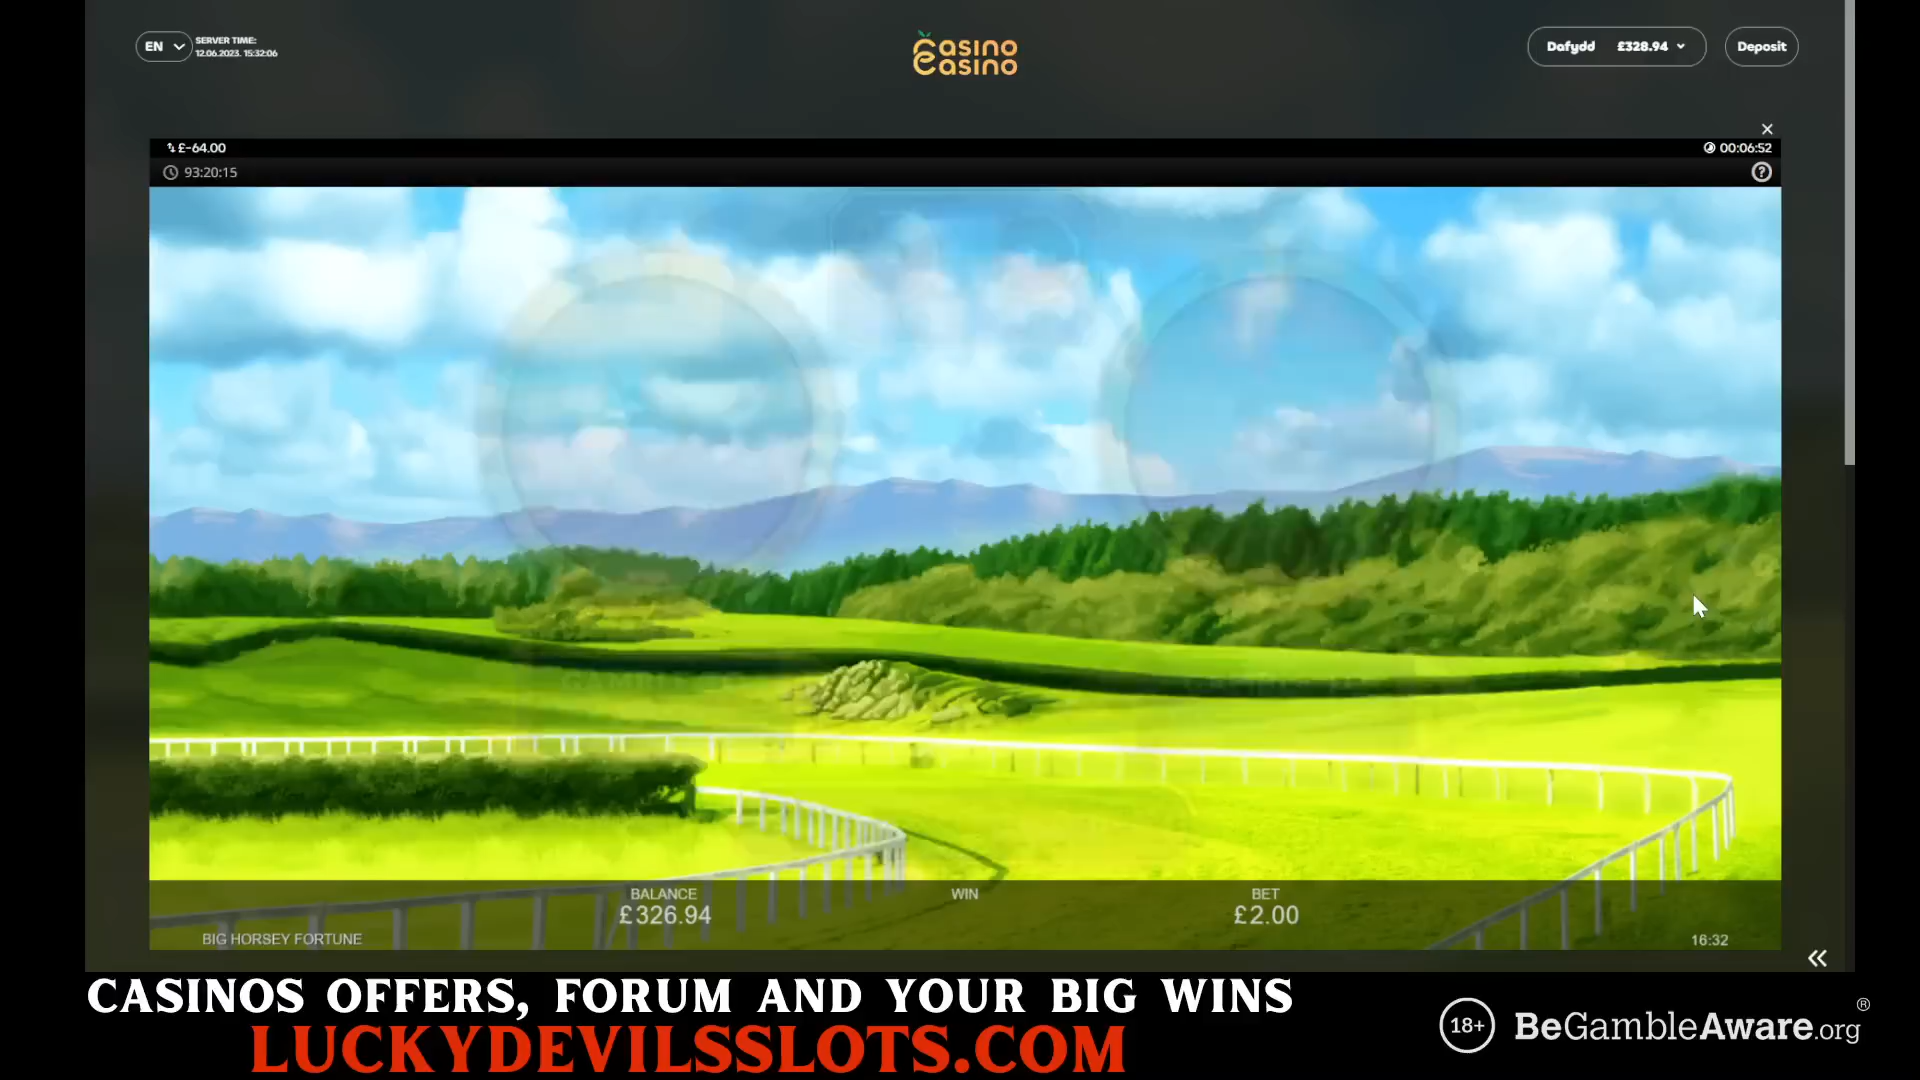 EN
SERVER TIME:
12.06.2023. 15:32:06
Casino
Casino
Dafydd £328.94
Deposit
£-64.00
00:06:52
93:20:15
?
BALANCE
£326.94
WIN
BET
£2.00
BIG HORSEY FORTUNE
16:32
CASINOS OFFERS, FORUM AND YOUR BIG WINS
LUCKYDEVILSSLOTS.COM
18+ BeGambleAware.org®